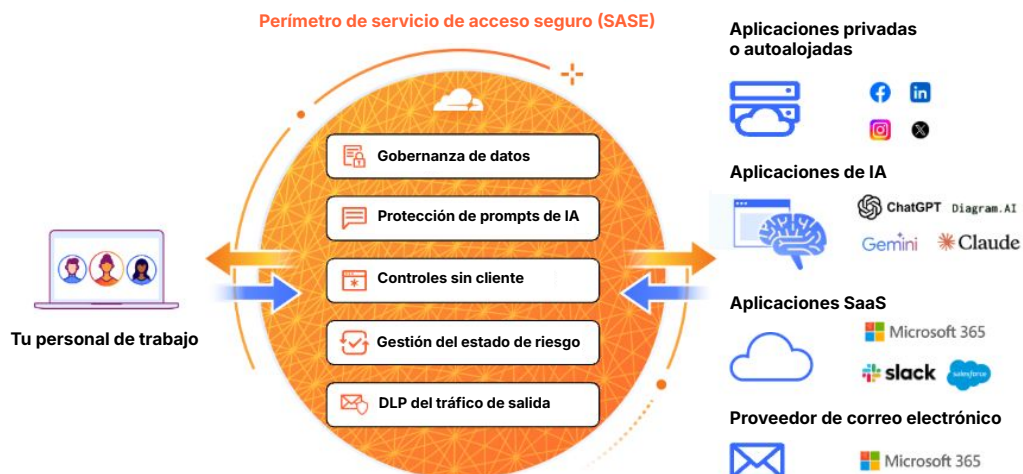 Perímetro de servicio de acceso seguro (SASE)
Gobernanza de datos
Protección de prompts de IA
Controles sin cliente
Gestión del estado de riesgo
DLP del tráfico de salida
Tu personal de trabajo
Aplicaciones privadas
o autoalojadas
in
Aplicaciones de IA
ChatGPT Diagram.AI
Gemini Claude
Aplicaciones SaaS
Microsoft 365
slack salesforce
Proveedor de correo electrónico
Microsoft 365